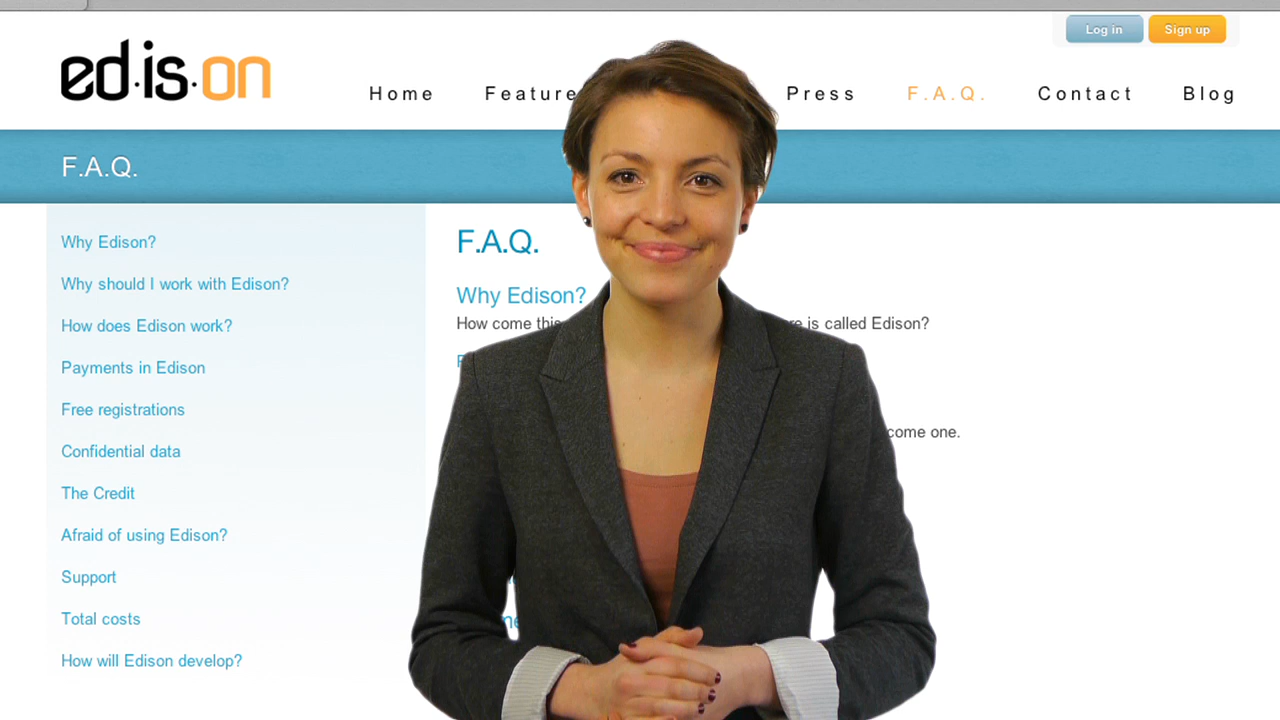 Log in Sign up
ed·is·on
Home Feature Press F.A.Q. Contact Blog
F.A.Q.
Why Edison?
Why should I work with Edison?
How does Edison work?
Payments in Edison
Free registrations
Confidential data
The Credit
Afraid of using Edison?
Support
Total costs
How will Edison develop?
F.A.Q.
Why Edison?
How come this is called Edison?
come one.